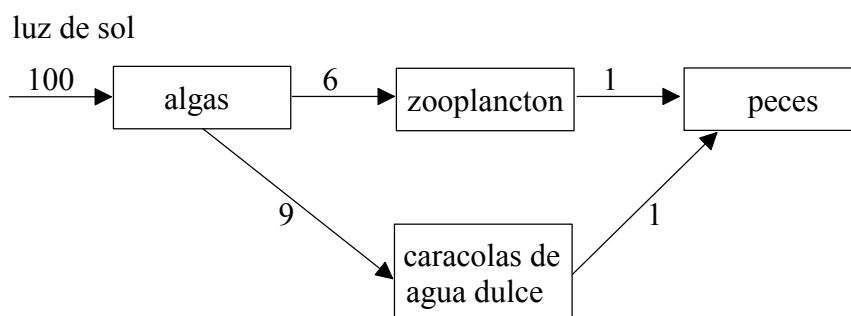 luz de sol
100
algas
6
zooplancton
1
peces
9
caracolas de
agua dulce
1